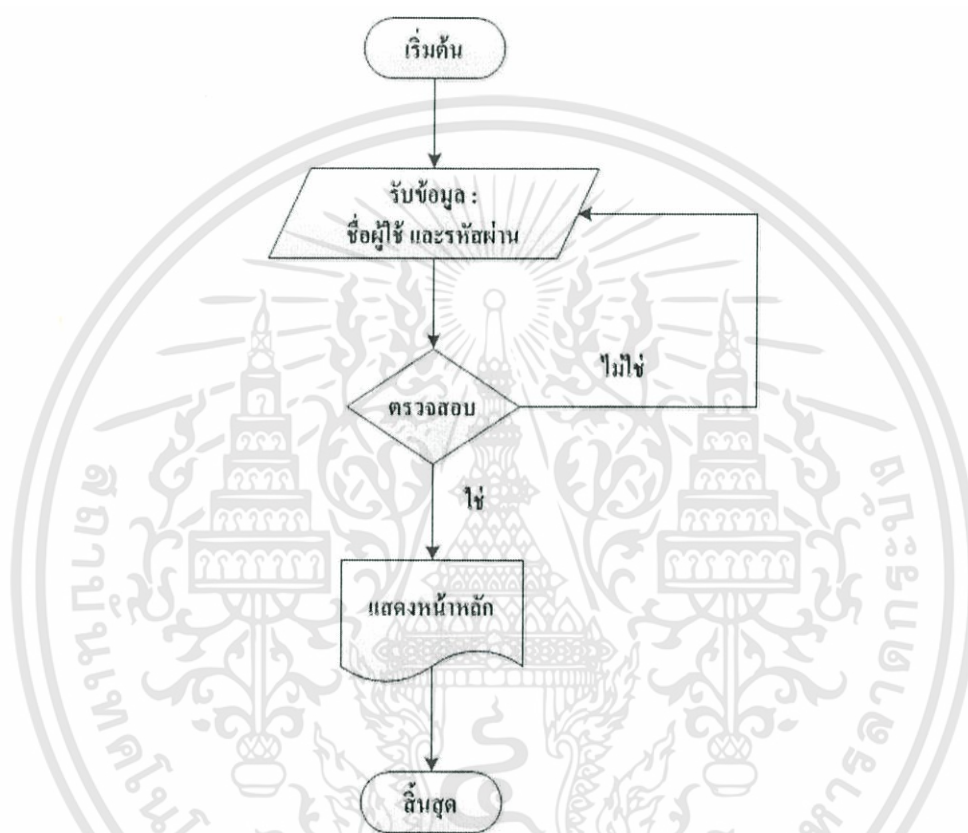 เริ่มต้น
รับข้อมูล :
ชื่อผู้ใช้ และรหัสผ่าน
ไม่ใช่
ตรวจสอบ
ใช่
แสดงหน้าหลัก
สิ้นสุด